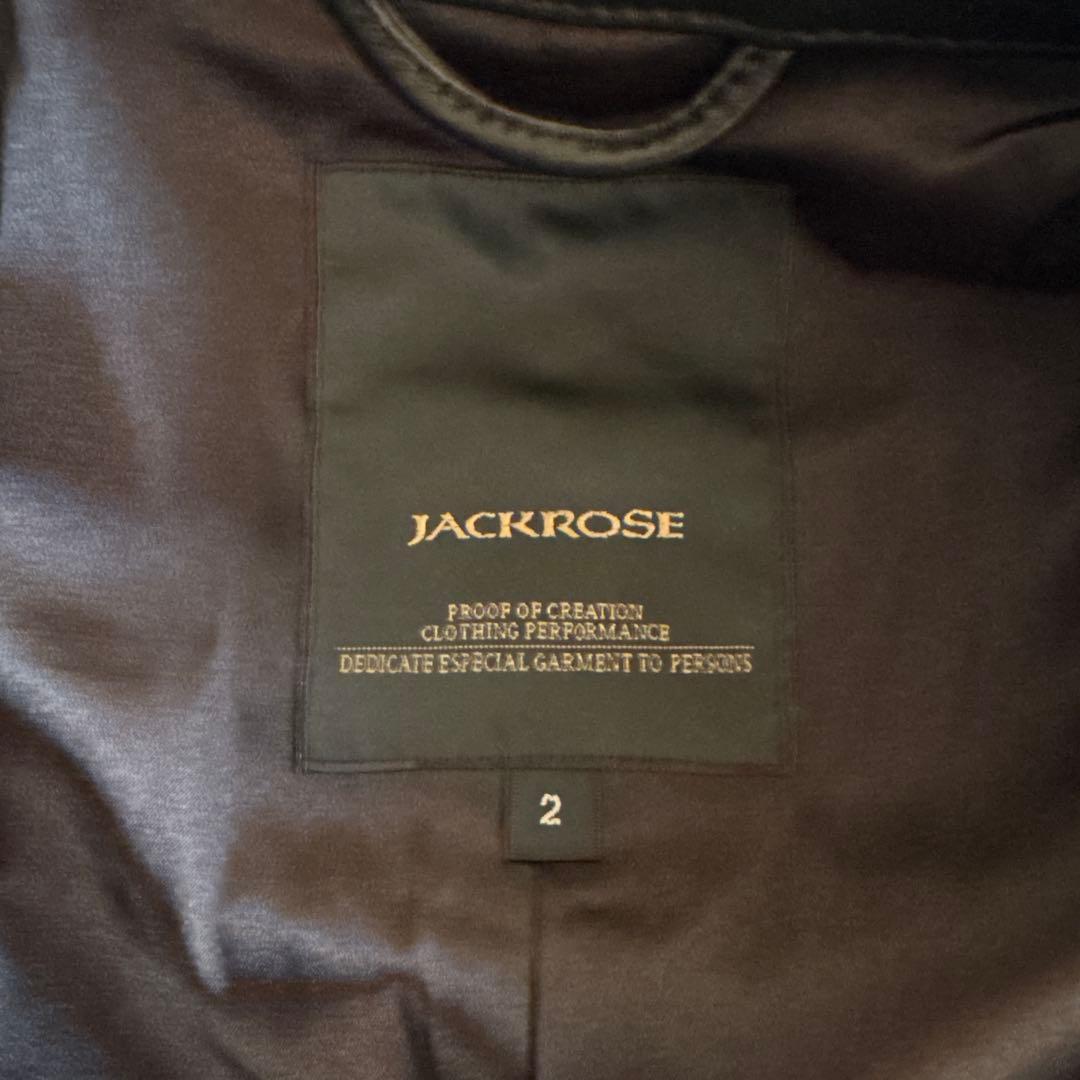 JACKROSE
PROOF OF CREATION
CLOTHING PERFORMANCE
DEDICATE ESPECIAL GARMENT TO PERSONS
2